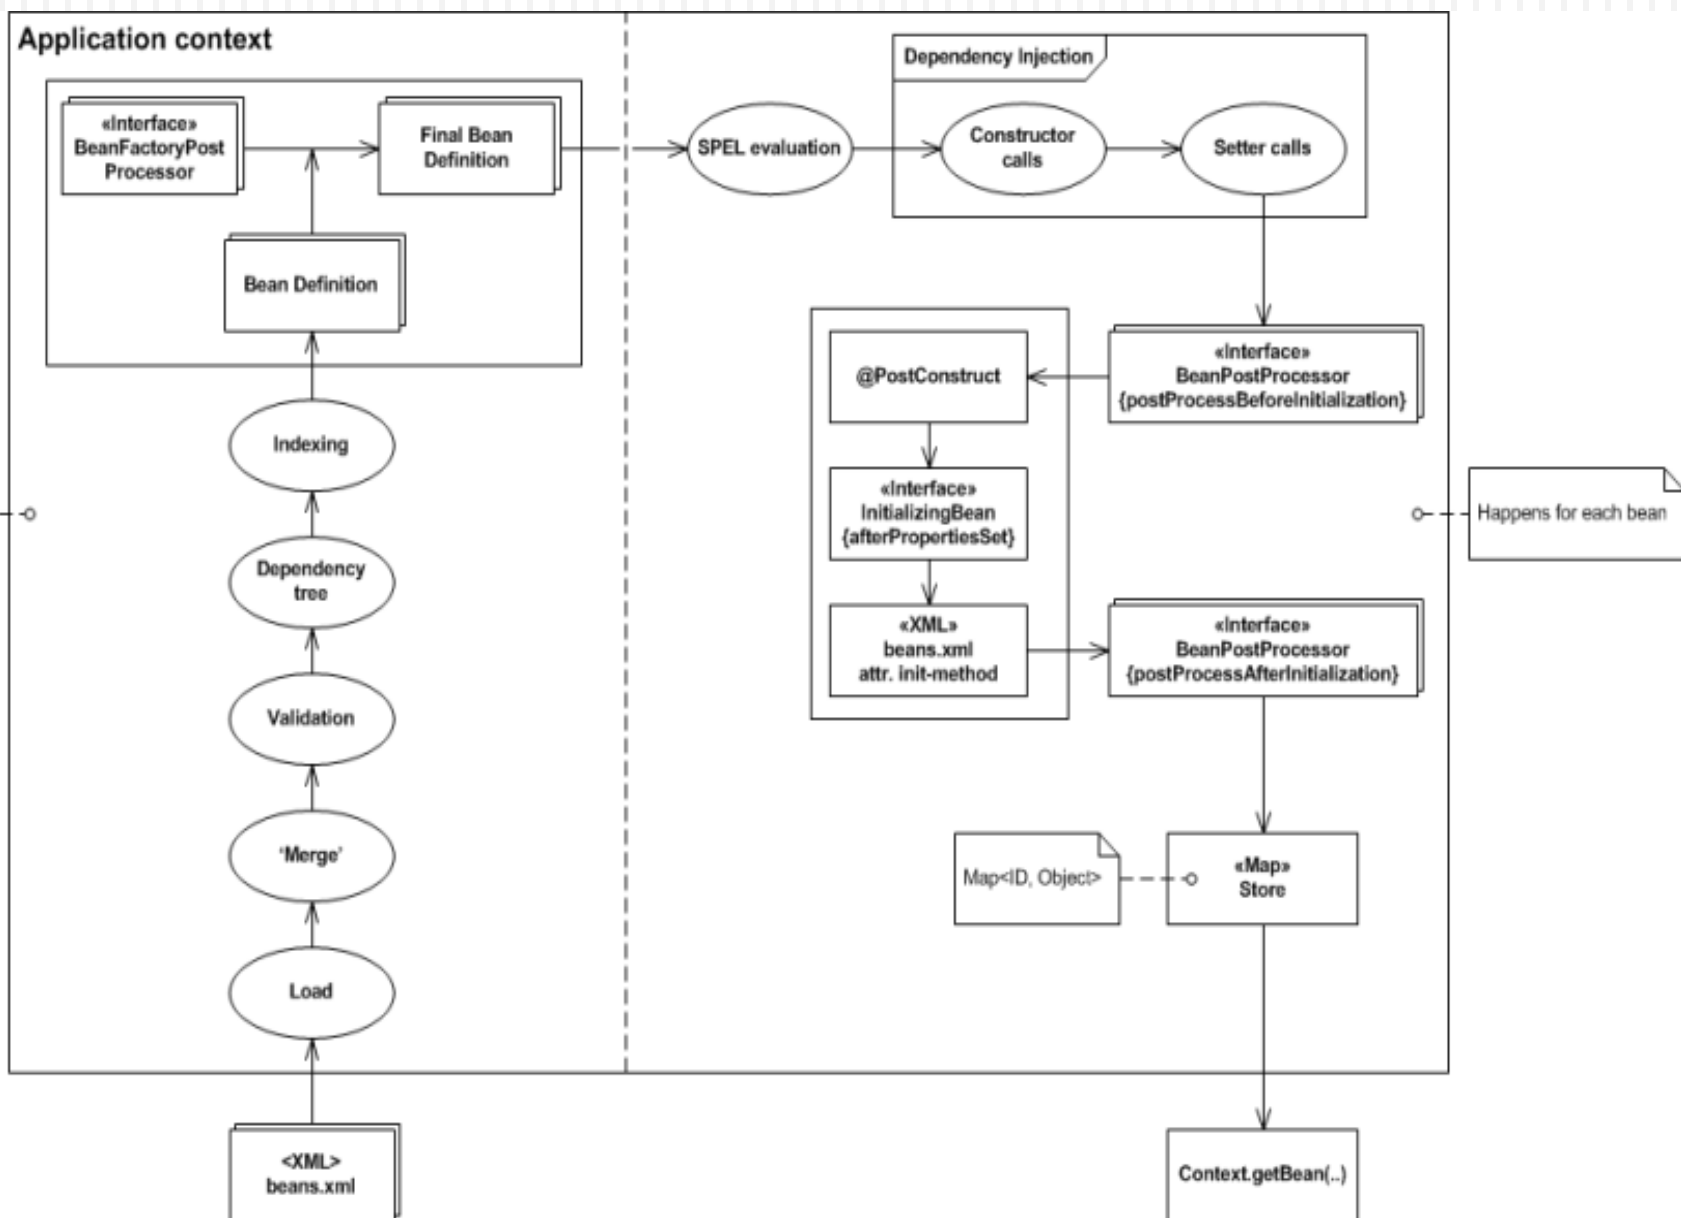 Application context
«Interface»
BeanFactoryPost
Processor
Final Bean
Definition
Bean Definition
Indexing
Dependency
tree
Validation
'Merge'
Load
<XML>
beans.xml
SPEL evaluation
Dependency Injection
Constructor
calls
Setter calls
«Interface»
BeanPostProcessor
{postProcessBeforeInitialization}
@PostConstruct
«Interface»
InitializingBean
{afterPropertiesSet}
«XML»
beans.xml
attr. init-method
«Interface»
BeanPostProcessor
{postProcessAfterInitialization}
Happens for each bean
Map<ID, Object>
«Map»
Store
Context.getBean(..)